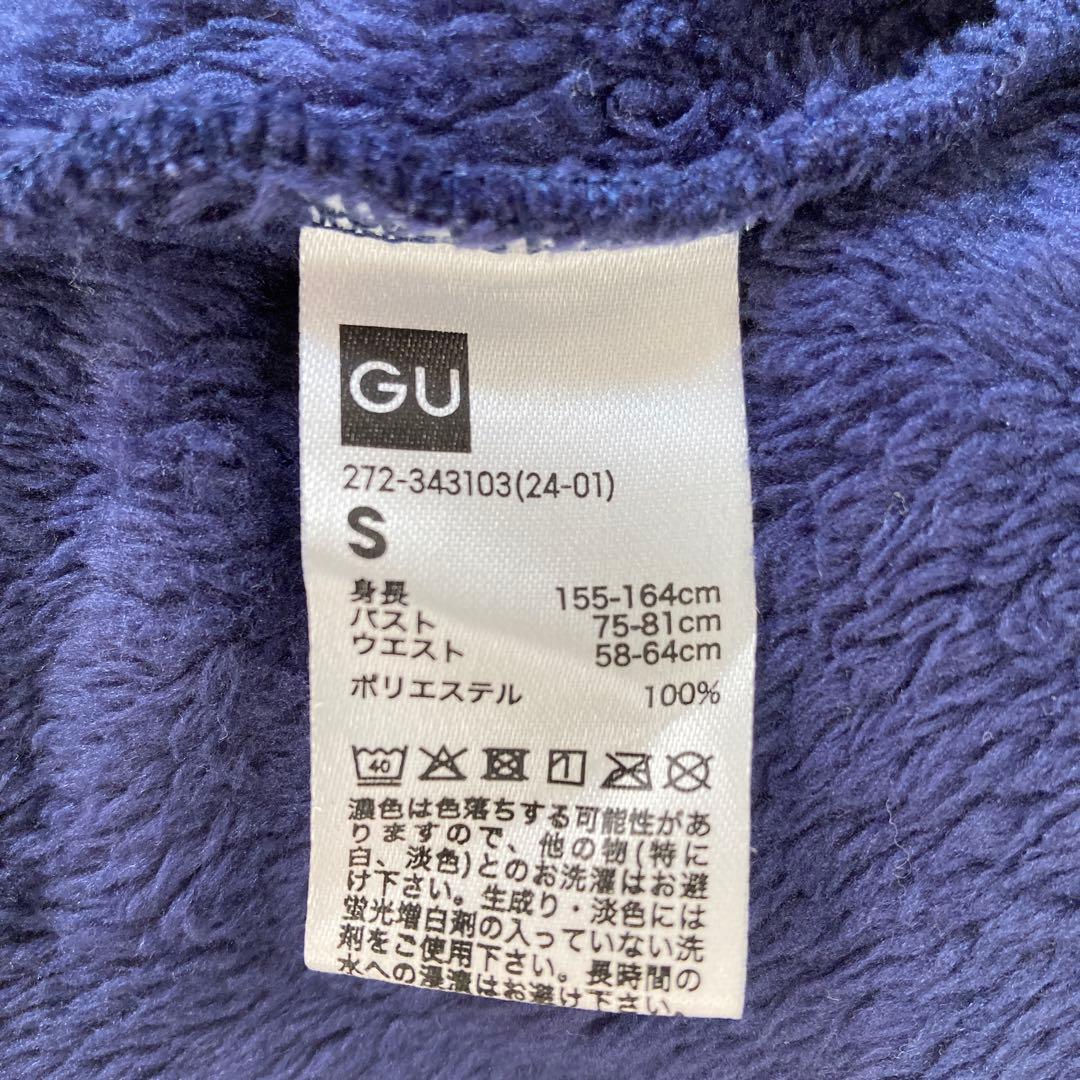 GU
272-343103(24-01)
S
身長 155-164cm
バスト 75-81cm
ウエスト 58-64cm
ポリエステル 100%
40
濃色は色落ちする可能性があ
りますので、他の物(特に
白、淡色)とのお洗濯はお避
け下さい。生成り・淡色には
蛍光増白剤の入っていない洗
剤をご使用下さい。長時間の
水への浸漬はお避け下さい。